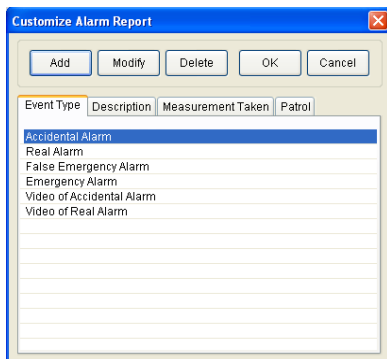 Customize Alarm Report
Add Modify Delete OK Cancel
Event Type Description Measurement Taken Patrol
Accidental Alarm
Real Alarm
False Emergency Alarm
Emergency Alarm
Video of Accidental Alarm
Video of Real Alarm